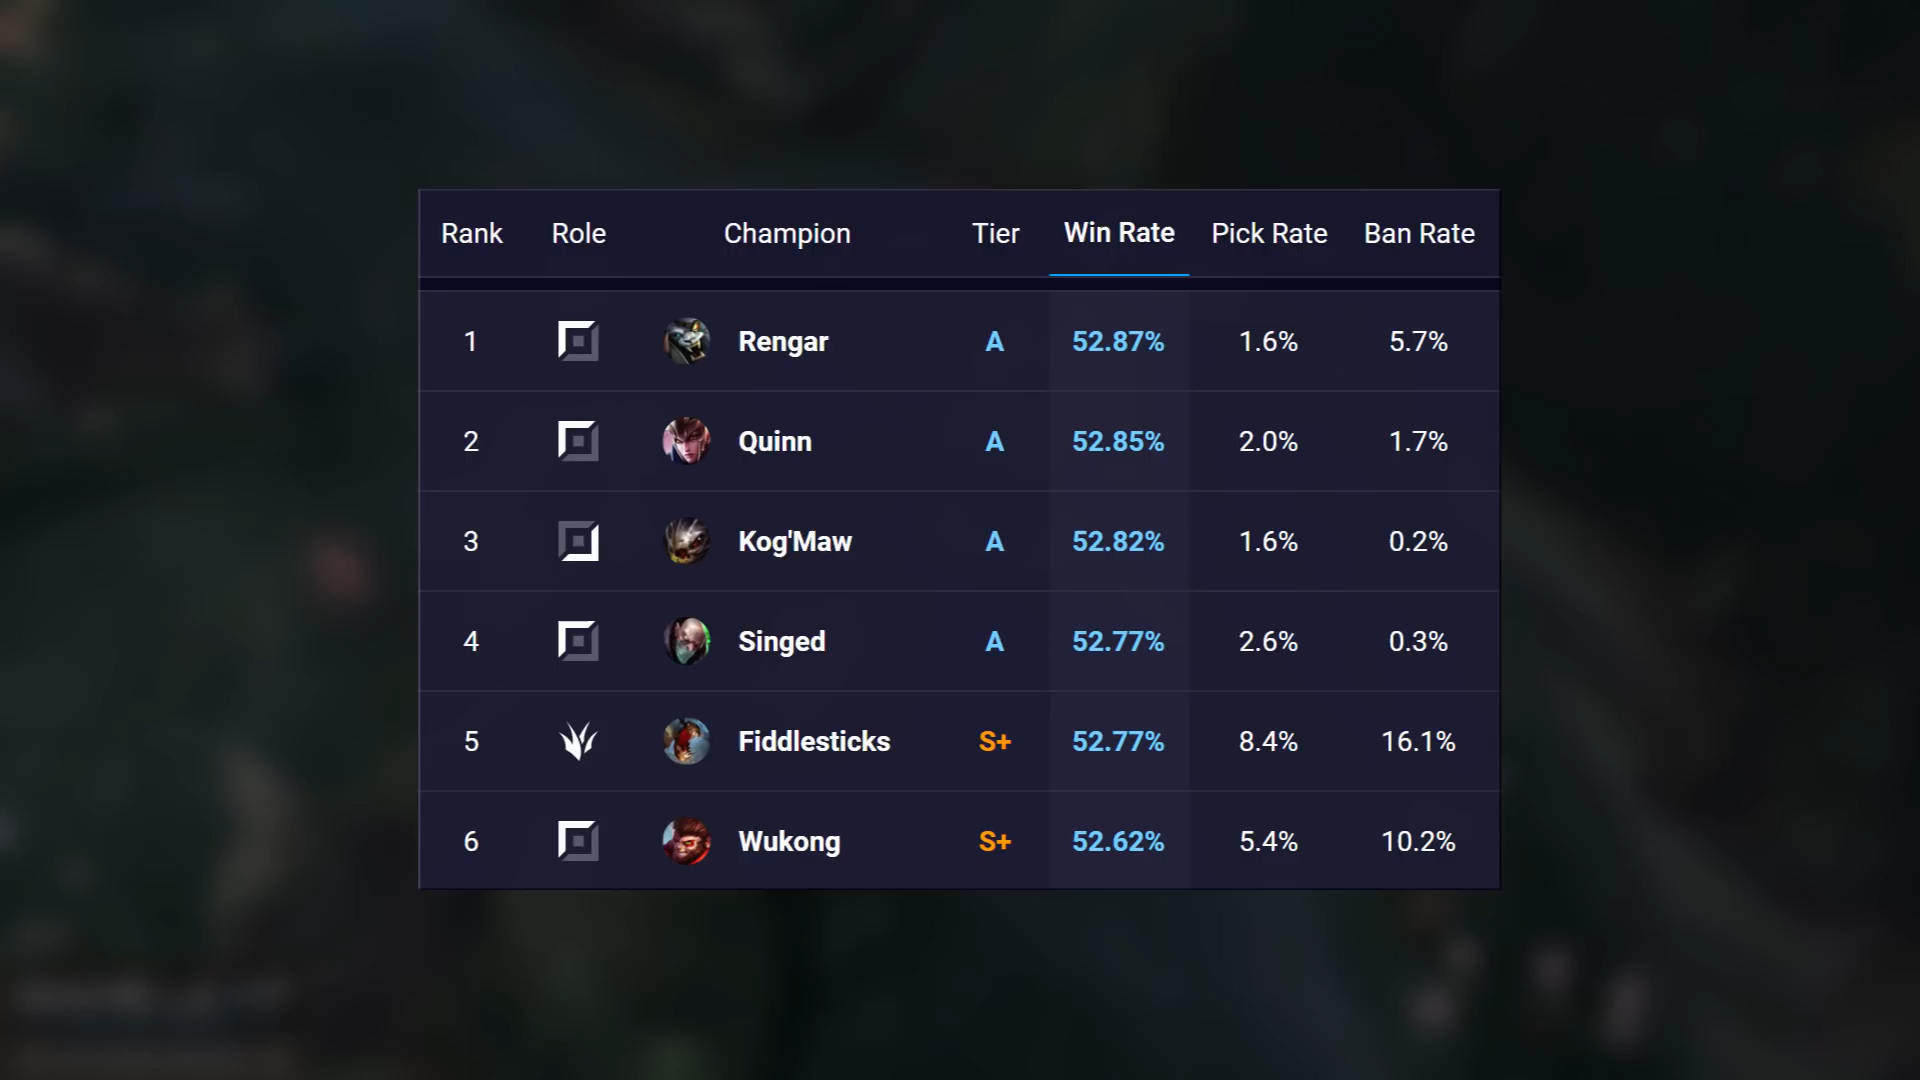 Rank Role Champion Tier Win Rate Pick Rate Ban Rate
1 Rengar A 52.87% 1.6% 5.7%
2 Quinn A 52.85% 2.0% 1.7%
3 Kog'Maw A 52.82% 1.6% 0.2%
4 Singed A 52.77% 2.6% 0.3%
5 Fiddlesticks S+ 52.77% 8.4% 16.1%
6 Wukong S+ 52.62% 5.4% 10.2%